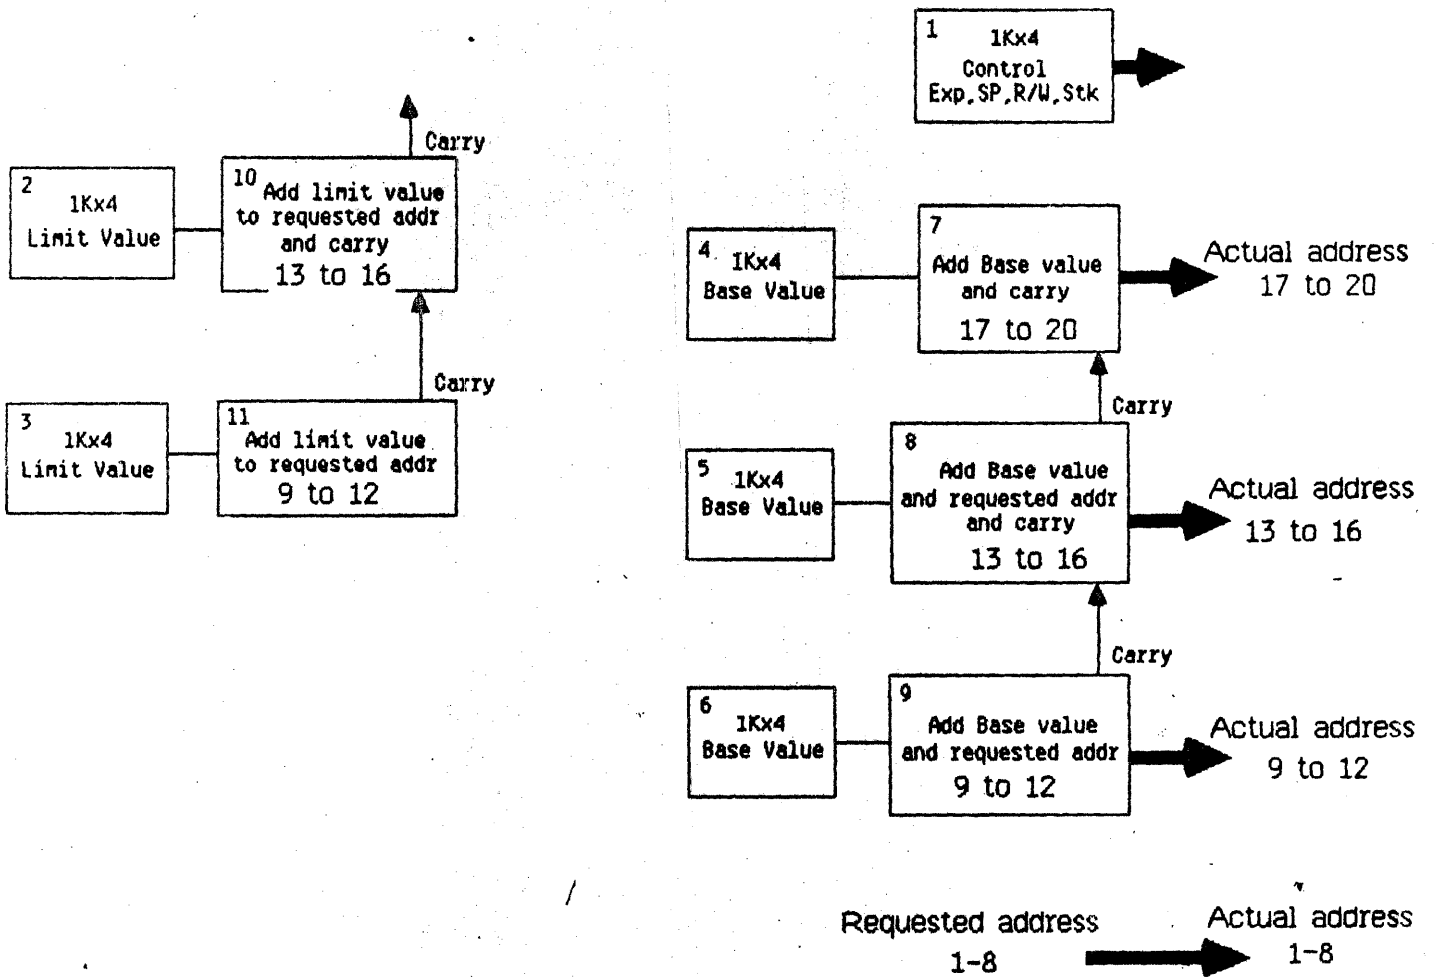 1
1Kx4
Control
Exp,SP,R/W,Stk
Carry
2
1Kx4
Limit Value
10
Add limit value
to requested addr
and carry
13 to 16
Carry
3
1Kx4
Limit Value
11
Add limit value
to requested addr
9 to 12
4
1Kx4
Base Value
7
Add Base value
and carry
17 to 20
Actual address
17 to 20
Carry
5
1Kx4
Base Value
8
Add Base value
and requested addr
and carry
13 to 16
Actual address
13 to 16
Carry
6
1Kx4
Base Value
9
Add Base value
and requested addr
9 to 12
Actual address
9 to 12
Requested address
1-8
Actual address
1-8